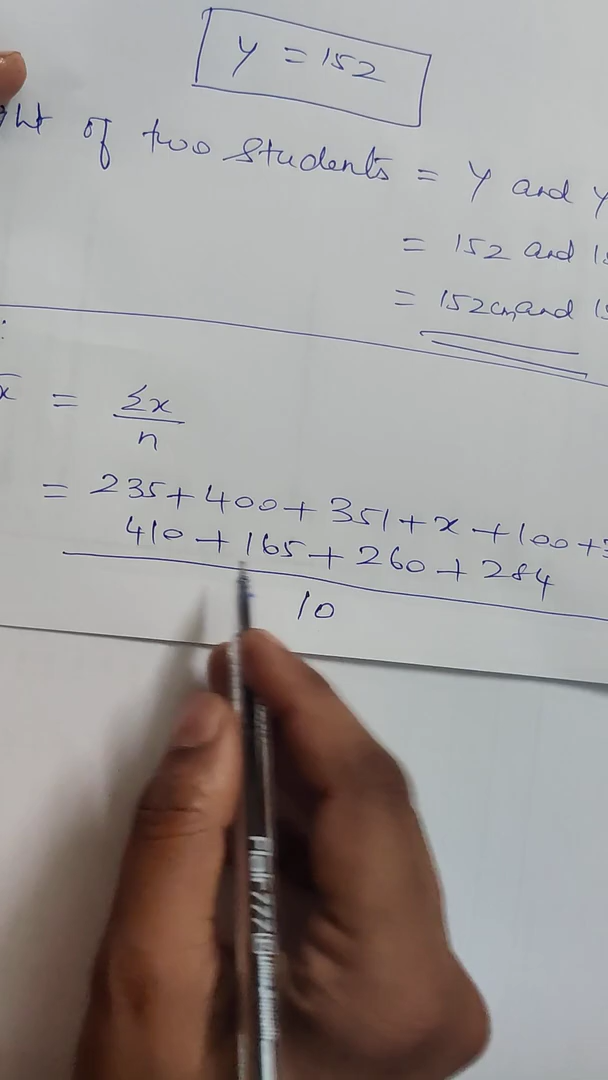 y = 152
of two students = y and y
= 152 and
= 152cm and
x̄ = Σx
n
= 235+400+351+x+100+
410+165+260+284
10
Flair